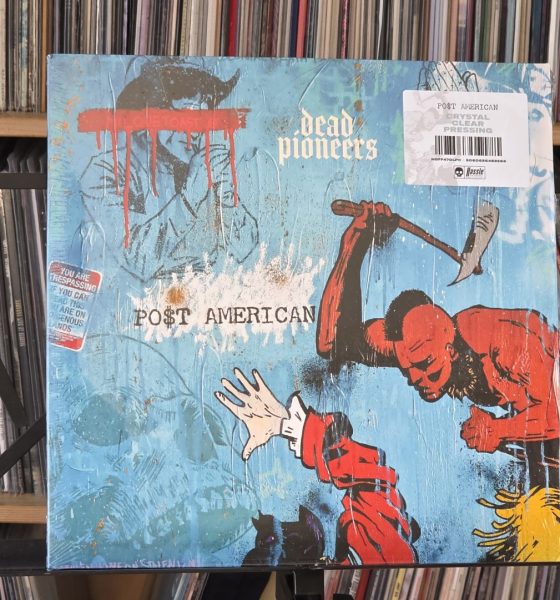 dead
pioneers
PO$T AMERICAN
CRYSTAL
CLEAR
PRESSING
Hassle
PO$T AMERICAN
YOU ARE
TRESPASSING
IF YOU CAN
READ THIS
YOU ARE ON
LANDS